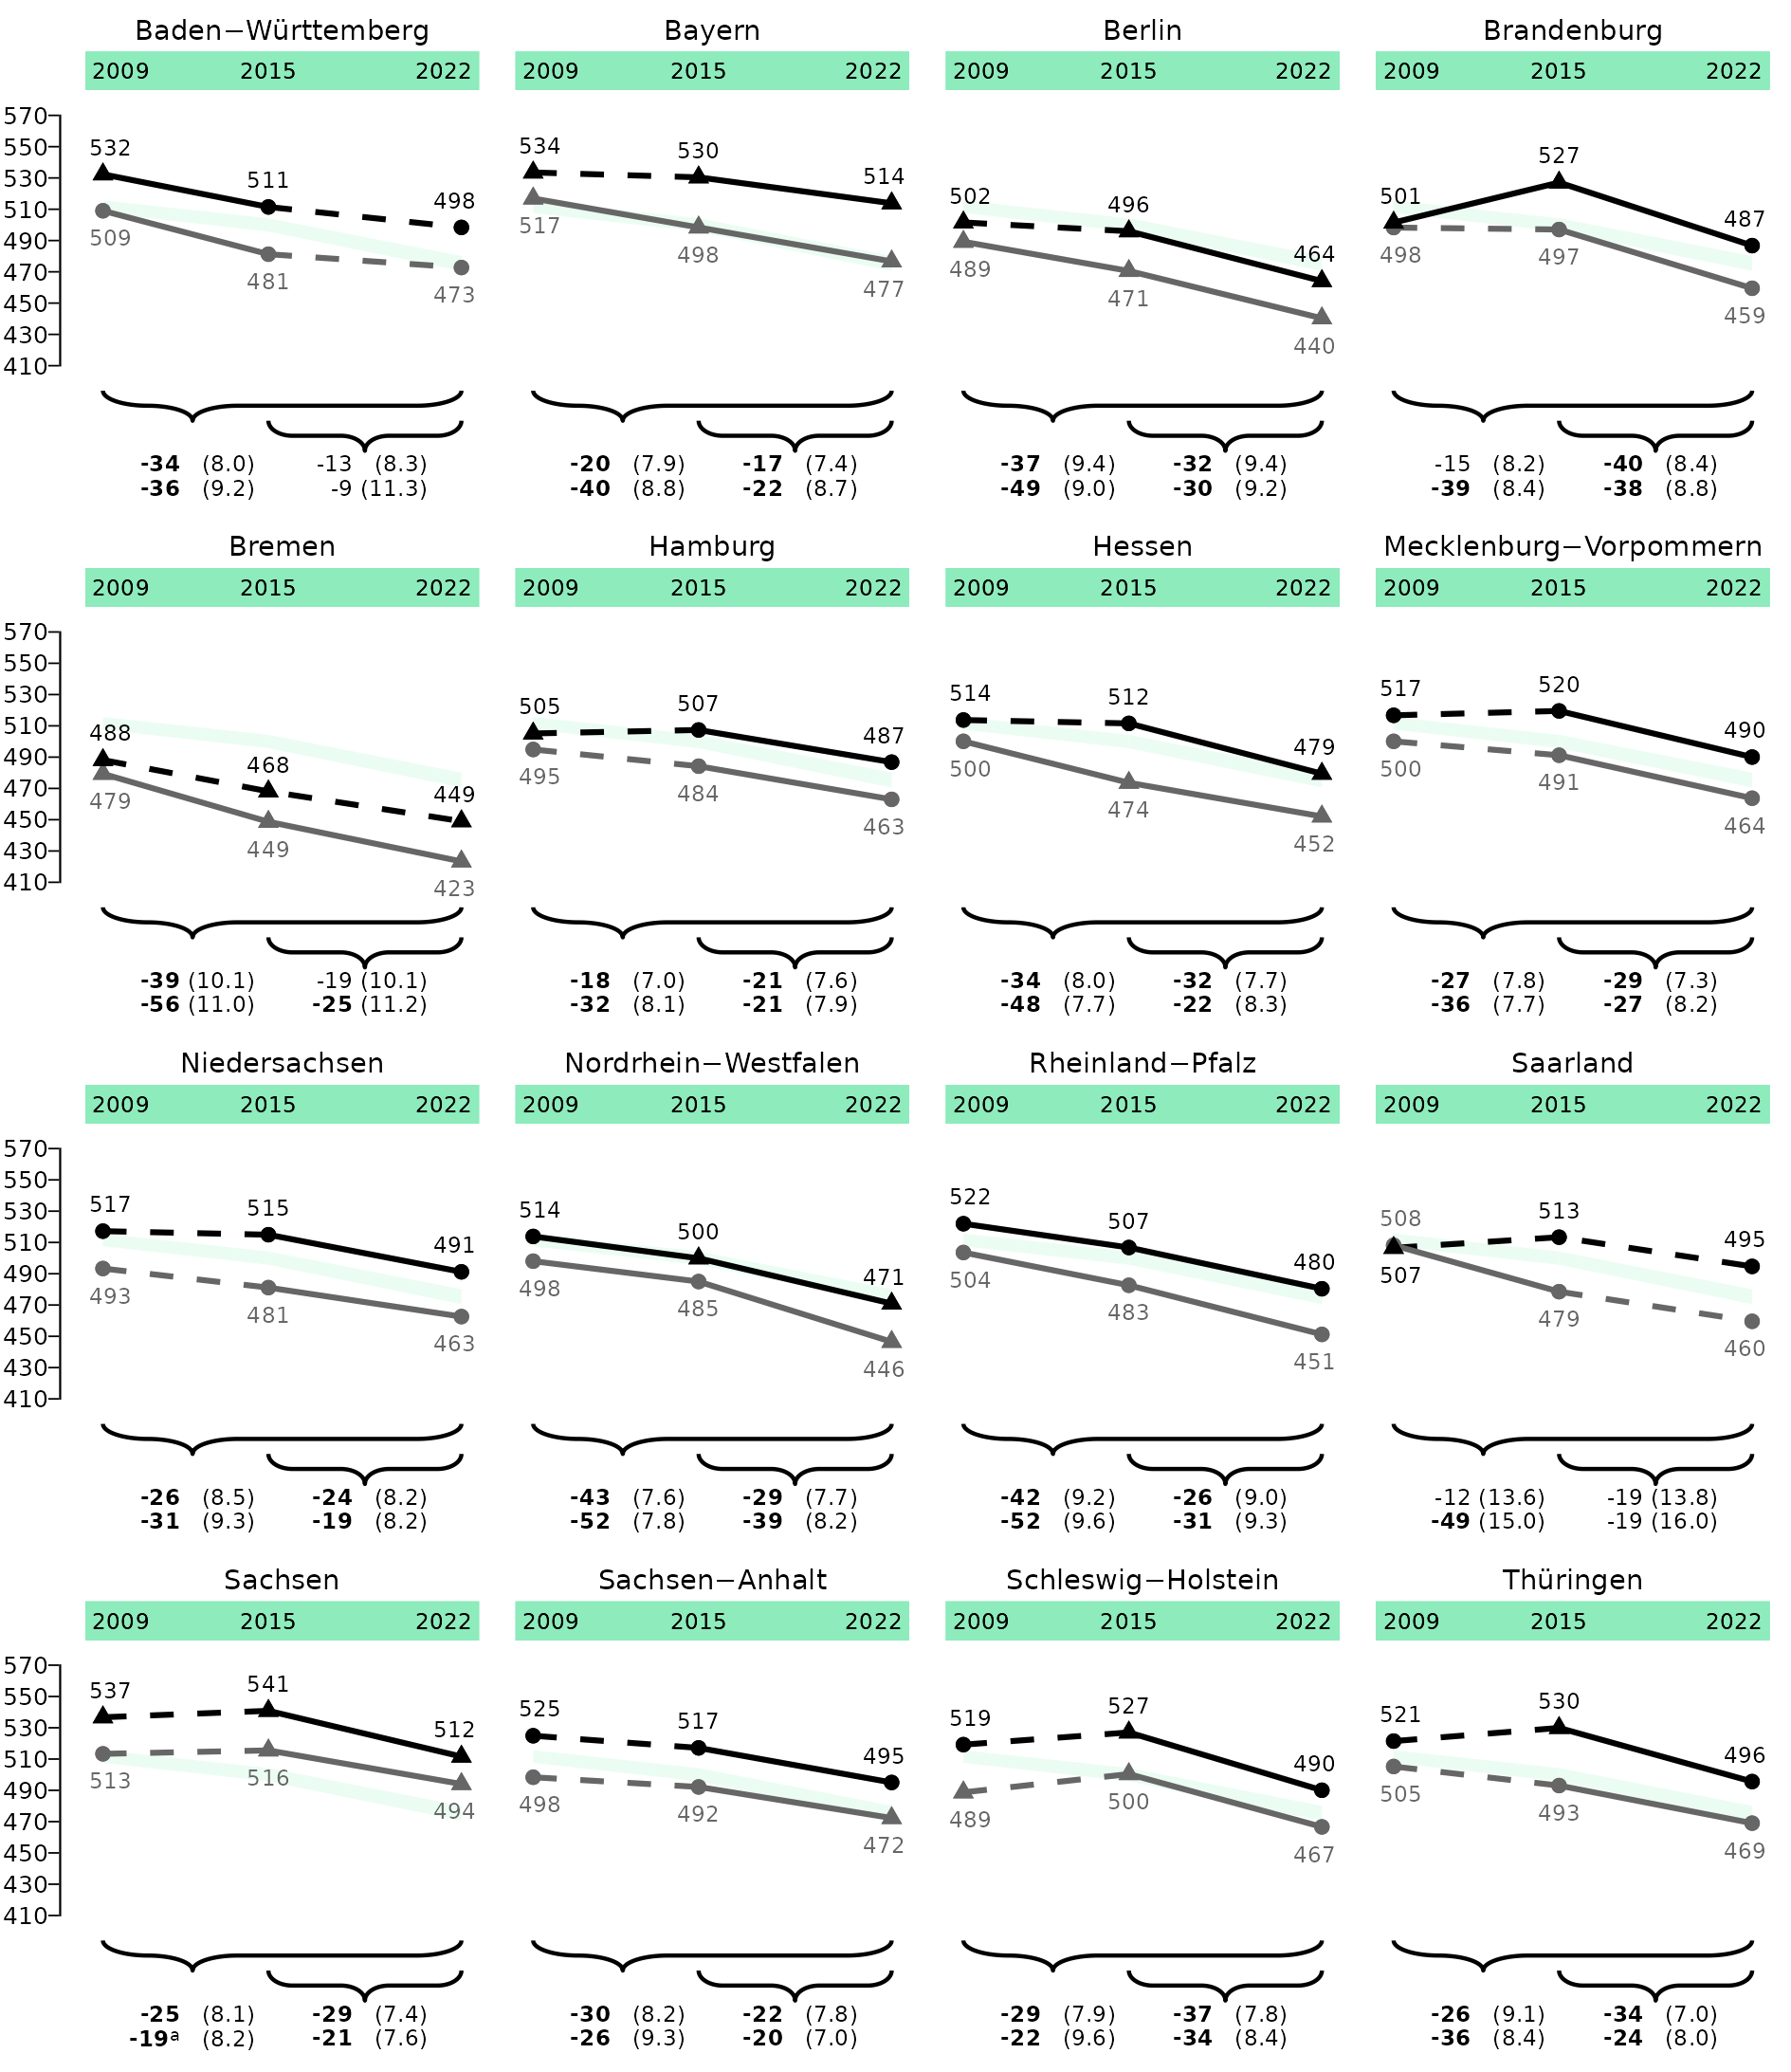 Baden−Württemberg Bayern Berlin Brandenburg
2009 2015 2022 2009 2015 2022 2009 2015 2022 2009 2015 2022
570
550
530
510
490
470
450
430
410
532 511 498
509 481 473
534 530 514
517 498 477
502 496 464
489 471 440
501 527 487
498 497 459
-34 (8.0) -13 (8.3) -20 (7.9) -17 (7.4) -37 (9.4) -32 (9.4) -15 (8.2) -40 (8.4)
-36 (9.2) -9 (11.3) -40 (8.8) -22 (8.7) -49 (9.0) -30 (9.2) -39 (8.4) -38 (8.8)
Bremen Hamburg Hessen Mecklenburg−Vorpommern
2009 2015 2022 2009 2015 2022 2009 2015 2022 2009 2015 2022
570
550
530
510
490
470
450
430
410
488 468 449
479 449 423
505 507 487
495 484 463
514 512 479
500 474 452
517 520 490
500 491 464
-39 (10.1) -19 (10.1) -18 (7.0) -21 (7.6) -34 (8.0) -32 (7.7) -27 (7.8) -29 (7.3)
-56 (11.0) -25 (11.2) -32 (8.1) -21 (7.9) -48 (7.7) -22 (8.3) -36 (7.7) -27 (8.2)
Niedersachsen Nordrhein−Westfalen Rheinland−Pfalz Saarland
2009 2015 2022 2009 2015 2022 2009 2015 2022 2009 2015 2022
570
550
530
510
490
470
450
430
410
517 515 491
493 481 463
514 500 471
498 485 446
522 507 480
504 483 451
508 513 495
507 479 460
-26 (8.5) -24 (8.2) -43 (7.6) -29 (7.7) -42 (9.2) -26 (9.0) -12 (13.6) -19 (13.8)
-31 (9.3) -19 (8.2) -52 (7.8) -39 (8.2) -52 (9.6) -31 (9.3) -49 (15.0) -19 (16.0)
Sachsen Sachsen−Anhalt Schleswig−Holstein Thüringen
2009 2015 2022 2009 2015 2022 2009 2015 2022 2009 2015 2022
570
550
530
510
490
470
450
430
410
537 541 512
513 516 494
525 517 495
498 492 472
519 527 490
489 500 467
521 530 496
505 493 469
-25 (8.1) -29 (7.4) -30 (8.2) -22 (7.8) -29 (7.9) -37 (7.8) -26 (9.1) -34 (7.0)
-19ª (8.2) -21 (7.6) -26 (9.3) -20 (7.0) -22 (9.6) -34 (8.4) -36 (8.4) -24 (8.0)